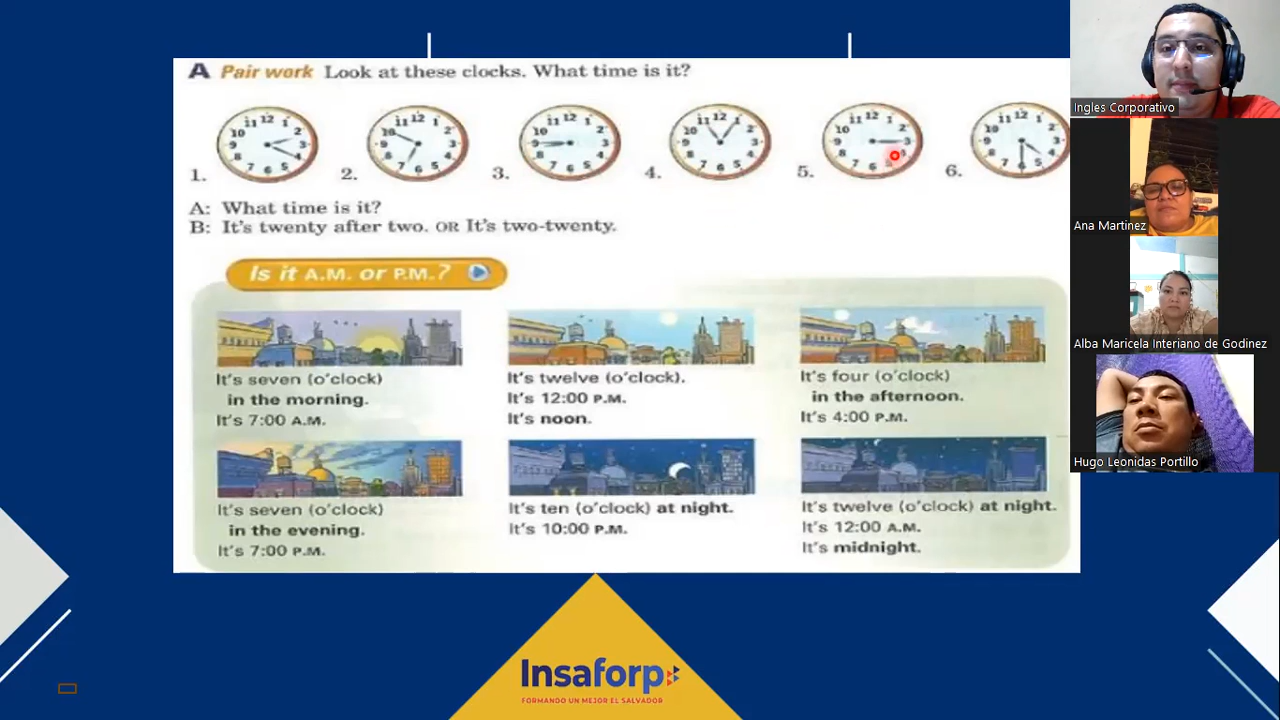 A Pair work Look at these clocks. What time is it?
1. 2. 3. 4. 5. 6.
A: What time is it?
B: It's twenty after two. OR It's two-twenty.
Is it A.M. or P.M.?
It's seven (o'clock)
in the morning.
It's 7:00 A.M.
It's twelve (o'clock).
It's 12:00 P.M.
It's noon.
It's four (o'clock)
in the afternoon.
It's 4:00 P.M.
It's seven (o'clock)
in the evening.
It's 7:00 P.M.
It's ten (o'clock) at night.
It's 10:00 P.M.
It's twelve (o'clock) at night.
It's 12:00 A.M.
It's midnight.
Insaforp
FORMANDO UN MEJOR EL SALVADOR
Ingles Corporativo
Ana Martinez
Alba Maricela Interiano de Godinez
Hugo Leonidas Portillo